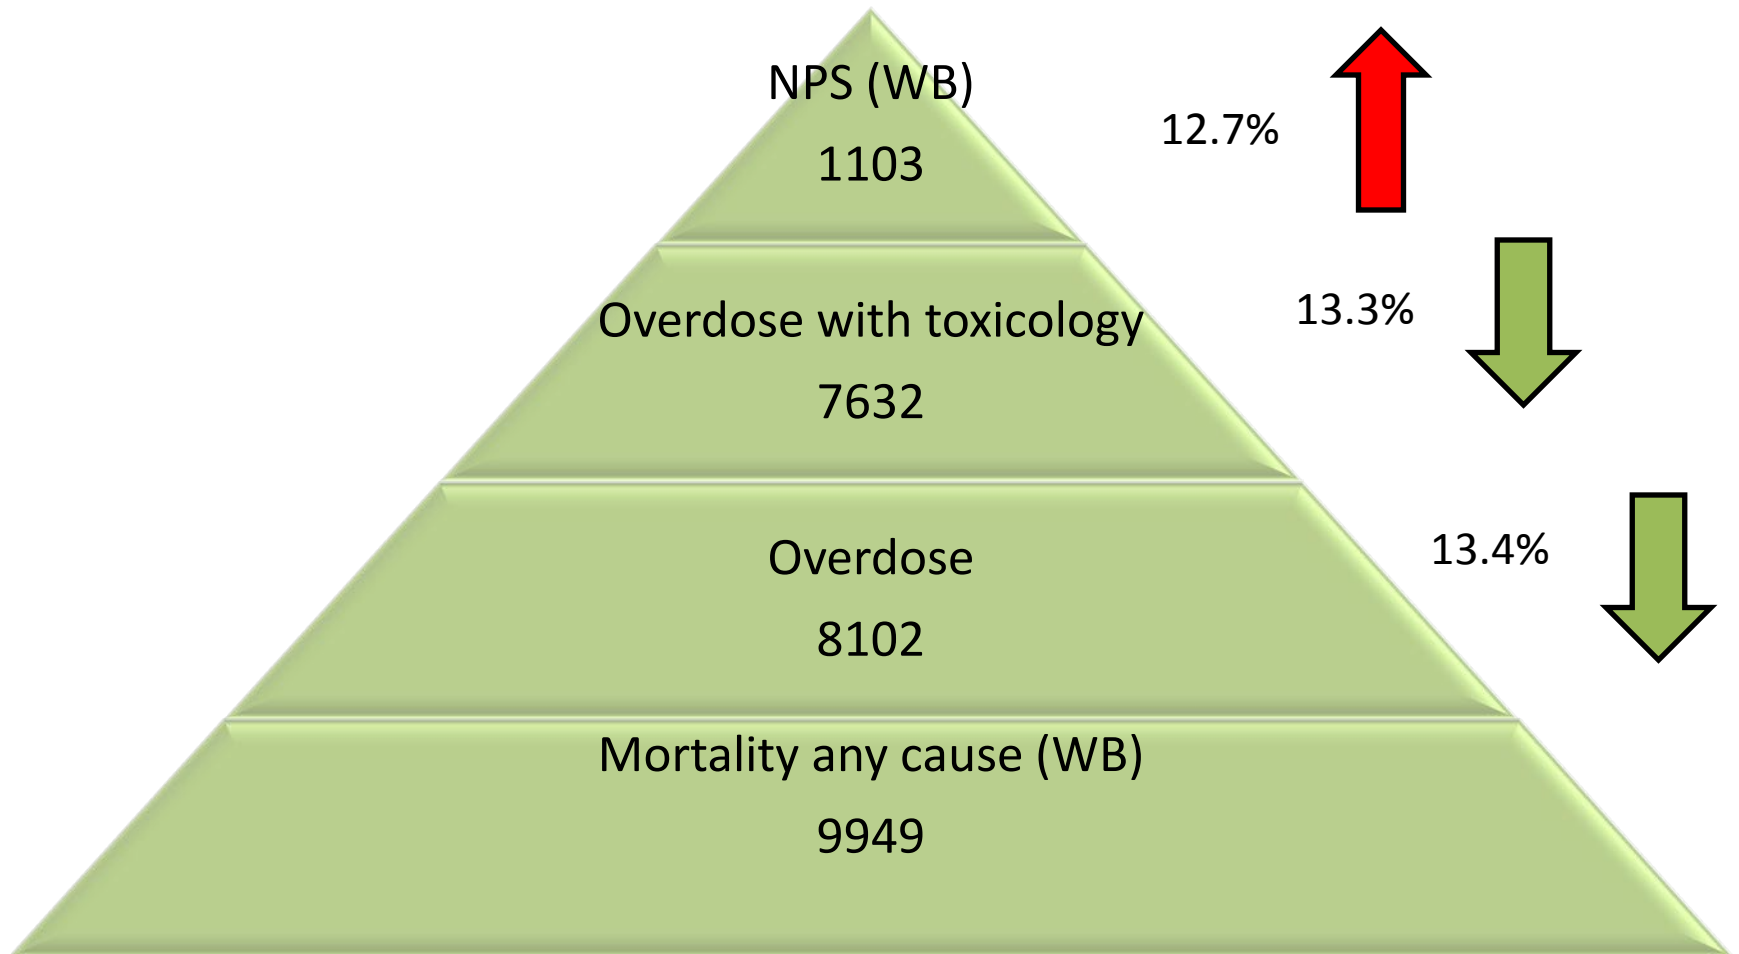 NPS (WB)
1103
12.7%
Overdose with toxicology
7632
13.3%
Overdose
8102
13.4%
Mortality any cause (WB)
9949